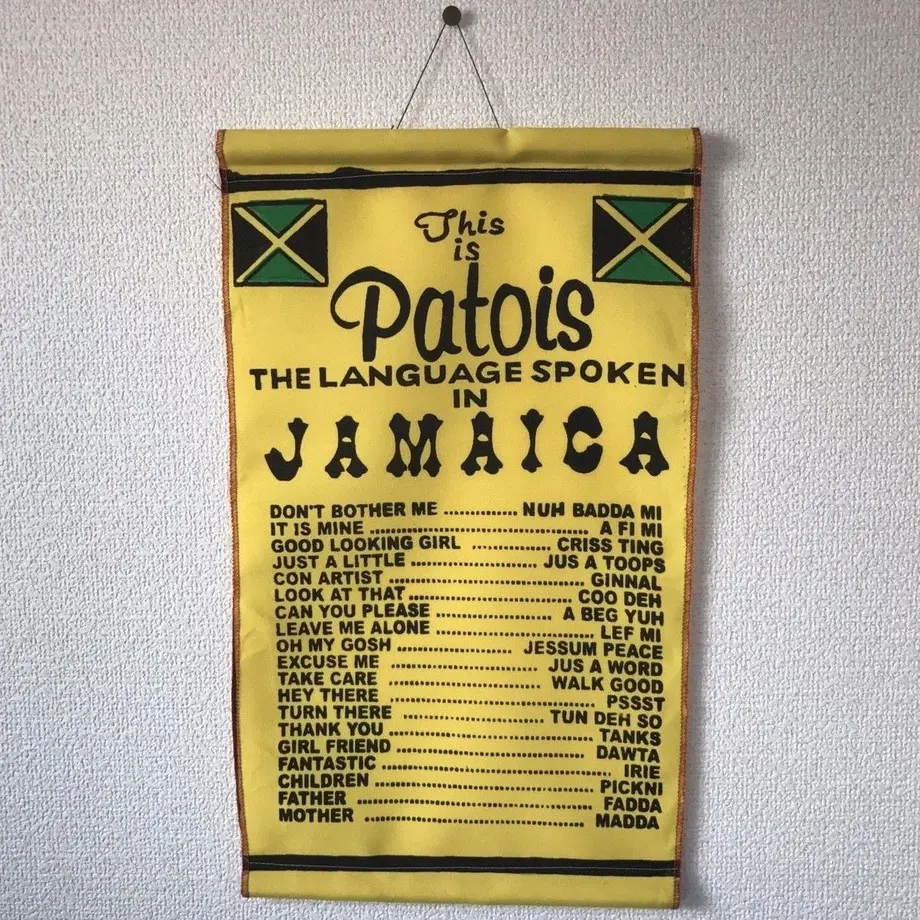 This
is
Patois
THE LANGUAGE SPOKEN
IN
JAMAICA
DON'T BOTHER ME ............ NUH BADDA MI
IT IS MINE .................................... A FI MI
GOOD LOOKING GIRL ............. CRISS TING
JUST A LITTLE ..................... JUS A TOOPS
CON ARTIST ................................ GINNAL
LOOK AT THAT........................... COO DEH
CAN YOU PLEASE .................... A BEG YUH
LEAVE ME ALONE .......................... LEF MI
OH MY GOSH ................... JESSUM PEACE
EXCUSE ME ........................ JUS A WORD
TAKE CARE ......................... WALK GOOD
HEY THERE .................................. PSSST
TURN THERE ....................... TUN DEH SO
THANK YOU .................................. TANKS
GIRL FRIEND ................................ DAWTA
FANTASTIC ...................................... IRIE
CHILDREN .................................... PICKNI
FATHER ....................................... FADDA
MOTHER .................................... MADDA